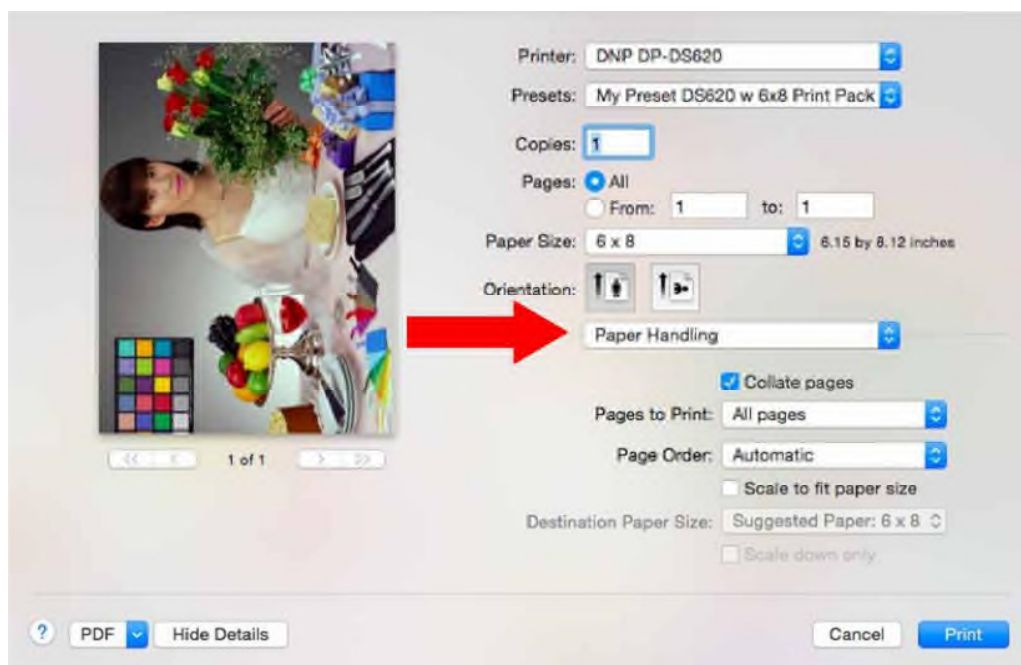 Printer: DNP DP-DS620
Presets: My Preset DS620 w 6x8 Print Pack
Copies: 1
Pages: All
From: 1 to: 1
Paper Size: 6 x 8 6.15 by 8.12 inches
Orientation:
Paper Handling
Collate pages
Pages to Print: All pages
Page Order: Automatic
Scale to fit paper size
Destination Paper Size: Suggested Paper: 6 x 8
Scale down only
1 of 1
? PDF Hide Details Cancel Print